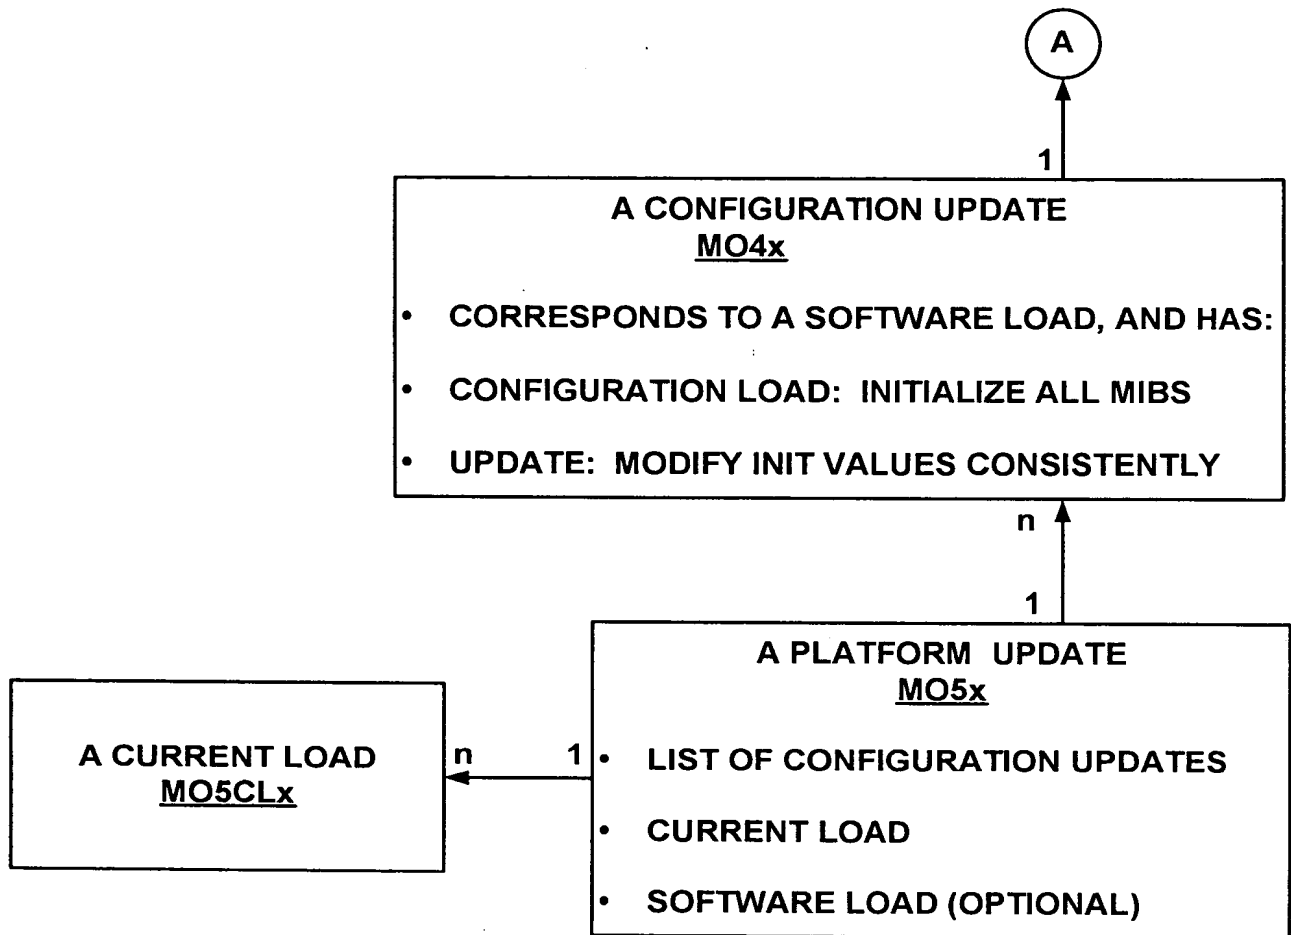 A
1
A CONFIGURATION UPDATE
MO4x
• CORRESPONDS TO A SOFTWARE LOAD, AND HAS:
• CONFIGURATION LOAD: INITIALIZE ALL MIBS
• UPDATE: MODIFY INIT VALUES CONSISTENTLY
n
1
A PLATFORM UPDATE
MO5x
• LIST OF CONFIGURATION UPDATES
• CURRENT LOAD
• SOFTWARE LOAD (OPTIONAL)
n 1
A CURRENT LOAD
MO5CLx